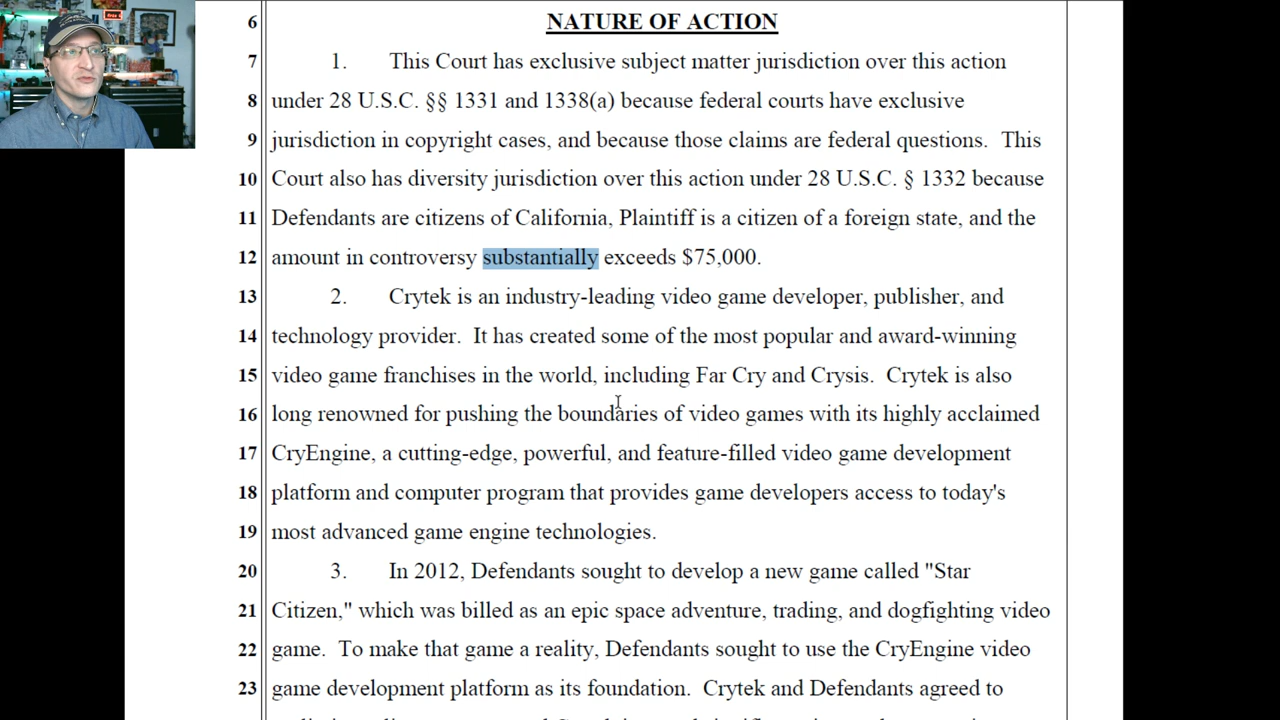 6 NATURE OF ACTION
7 1. This Court has exclusive subject matter jurisdiction over this action
8 under 28 U.S.C. §§ 1331 and 1338(a) because federal courts have exclusive
9 jurisdiction in copyright cases, and because those claims are federal questions. This
10 Court also has diversity jurisdiction over this action under 28 U.S.C. § 1332 because
11 Defendants are citizens of California, Plaintiff is a citizen of a foreign state, and the
12 amount in controversy substantially exceeds $75,000.
13 2. Crytek is an industry-leading video game developer, publisher, and
14 technology provider. It has created some of the most popular and award-winning
15 video game franchises in the world, including Far Cry and Crysis. Crytek is also
16 long renowned for pushing the boundaries of video games with its highly acclaimed
17 CryEngine, a cutting-edge, powerful, and feature-filled video game development
18 platform and computer program that provides game developers access to today's
19 most advanced game engine technologies.
20 3. In 2012, Defendants sought to develop a new game called "Star
21 Citizen," which was billed as an epic space adventure, trading, and dogfighting video
22 game. To make that game a reality, Defendants sought to use the CryEngine video
23 game development platform as its foundation. Crytek and Defendants agreed to